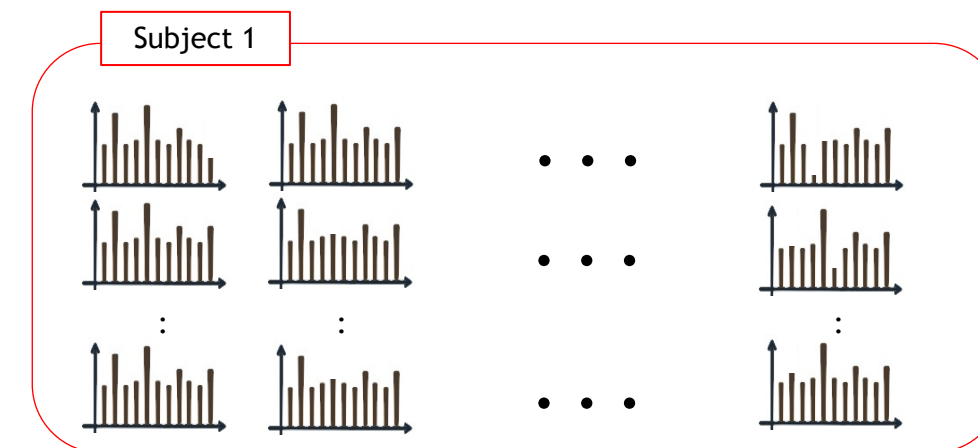 Subject 1
• • •
• • •
: : :
• • •